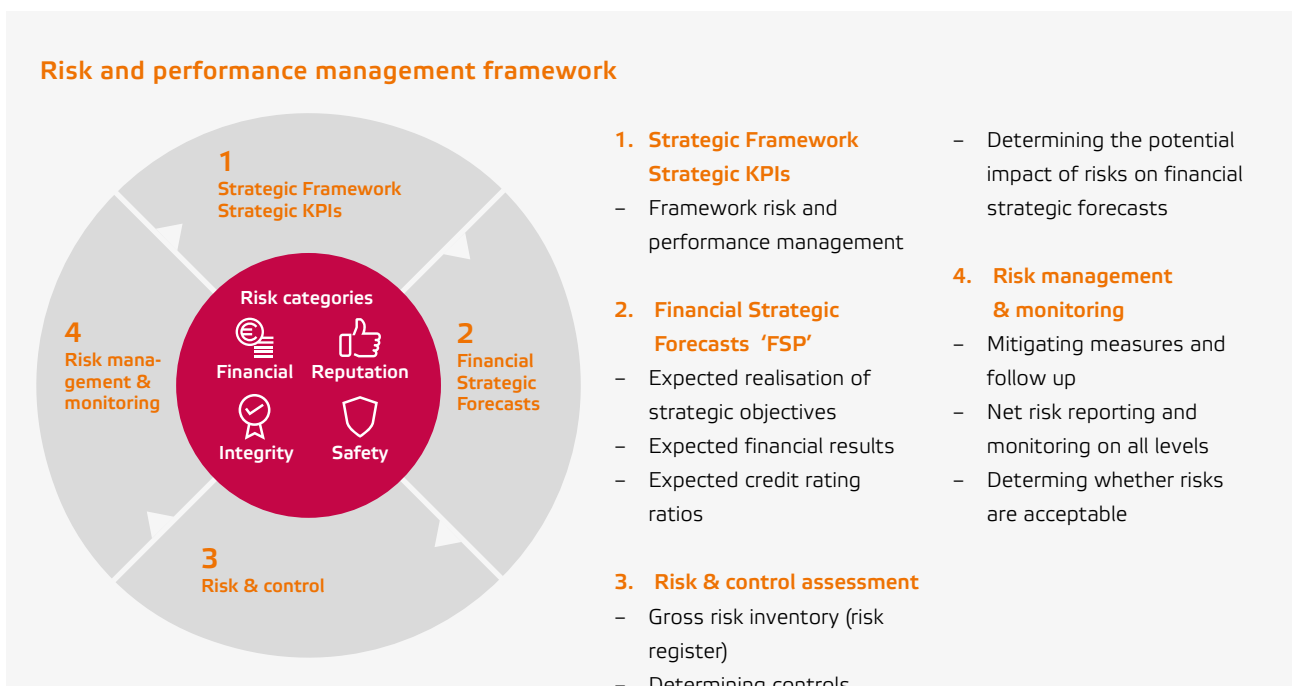 Risk and performance management framework
1
Strategic Framework
Strategic KPIs
2
Financial
Strategic
Forecasts
3
Risk & control
4
Risk mana-
gement &
monitoring
Risk categories
Financial
Reputation
Integrity
Safety
1. Strategic Framework
Strategic KPIs
– Framework risk and
performance management
2. Financial Strategic
Forecasts ‘FSP’
– Expected realisation of
strategic objectives
– Expected financial results
– Expected credit rating
ratios
3. Risk & control assessment
– Gross risk inventory (risk
register)
– Determining controls
– Determining the potential
impact of risks on financial
strategic forecasts
4. Risk management
& monitoring
– Mitigating measures and
follow up
– Net risk reporting and
monitoring on all levels
– Determing whether risks
are acceptable